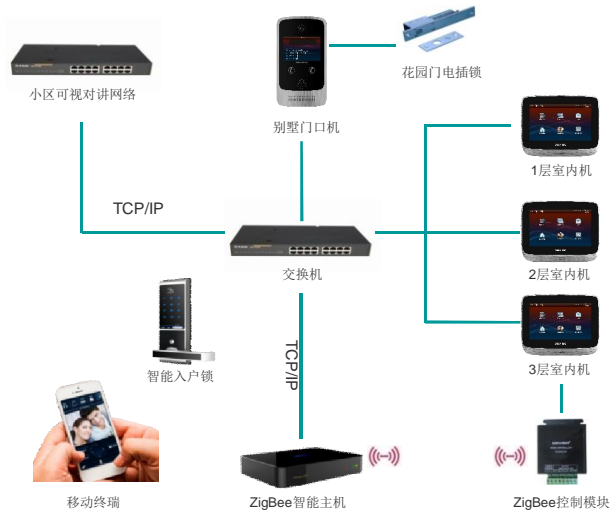 小区可视对讲网络
别墅门口机
花园门电插锁
1层室内机
TCP/IP
交换机
2层室内机
智能入户锁
TCP/IP
3层室内机
移动终瑞
ZigBee智能主机
ZigBee控制模块